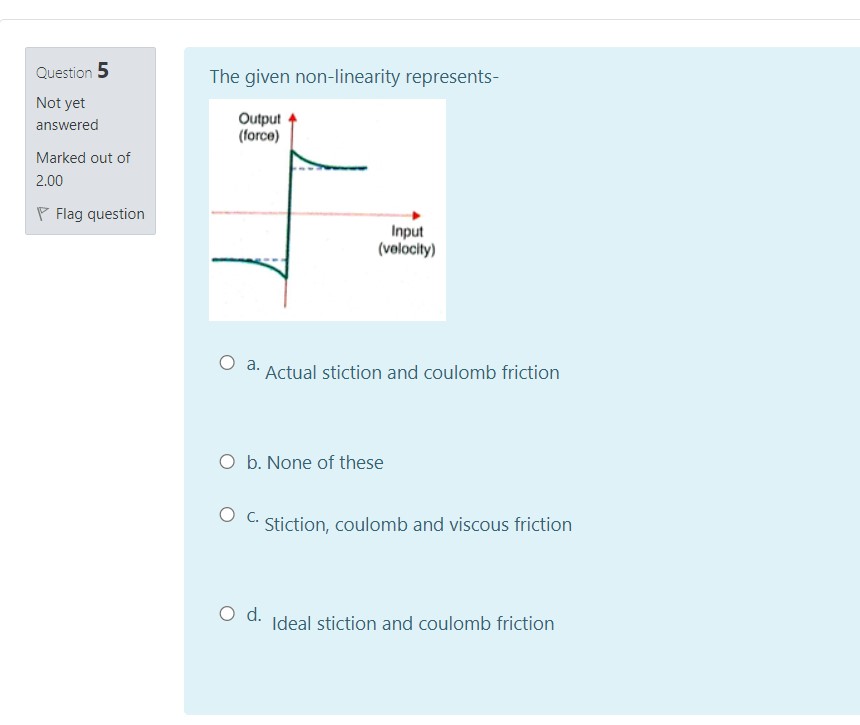 Question 5
Not yet
answered
Marked out of
2.00
Flag question
The given non-linearity represents-
Output
(force)
Input
(velocity)
a. Actual stiction and coulomb friction
b. None of these
c. Stiction, coulomb and viscous friction
d. Ideal stiction and coulomb friction